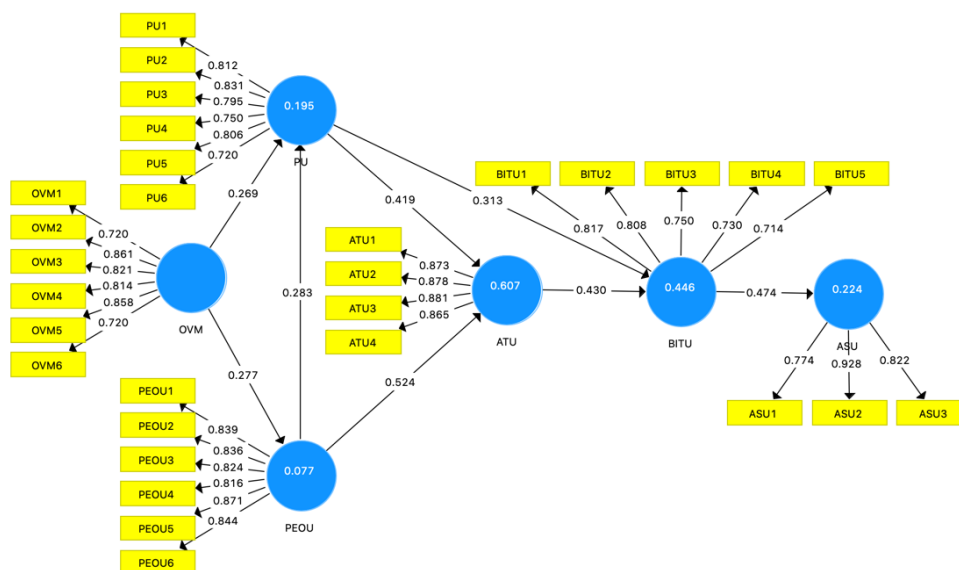 PU1
PU2
PU3
PU4
PU5
PU6
0.812
0.831
0.795
0.750
0.806
0.720
0.195
PU
OVM1
OVM2
OVM3
OVM4
OVM5
OVM6
0.720
0.861
0.821
0.814
0.858
0.720
OVM
0.269
0.277
0.283
PEOU1
PEOU2
PEOU3
PEOU4
PEOU5
PEOU6
0.839
0.836
0.824
0.816
0.871
0.844
0.077
PEOU
0.419
0.313
0.524
ATU1
ATU2
ATU3
ATU4
0.873
0.878
0.881
0.865
0.607
ATU
0.430
BITU1
BITU2
BITU3
BITU4
BITU5
0.817
0.808
0.750
0.730
0.714
0.446
BITU
0.474
0.224
ASU
0.774
0.928
0.822
ASU1
ASU2
ASU3